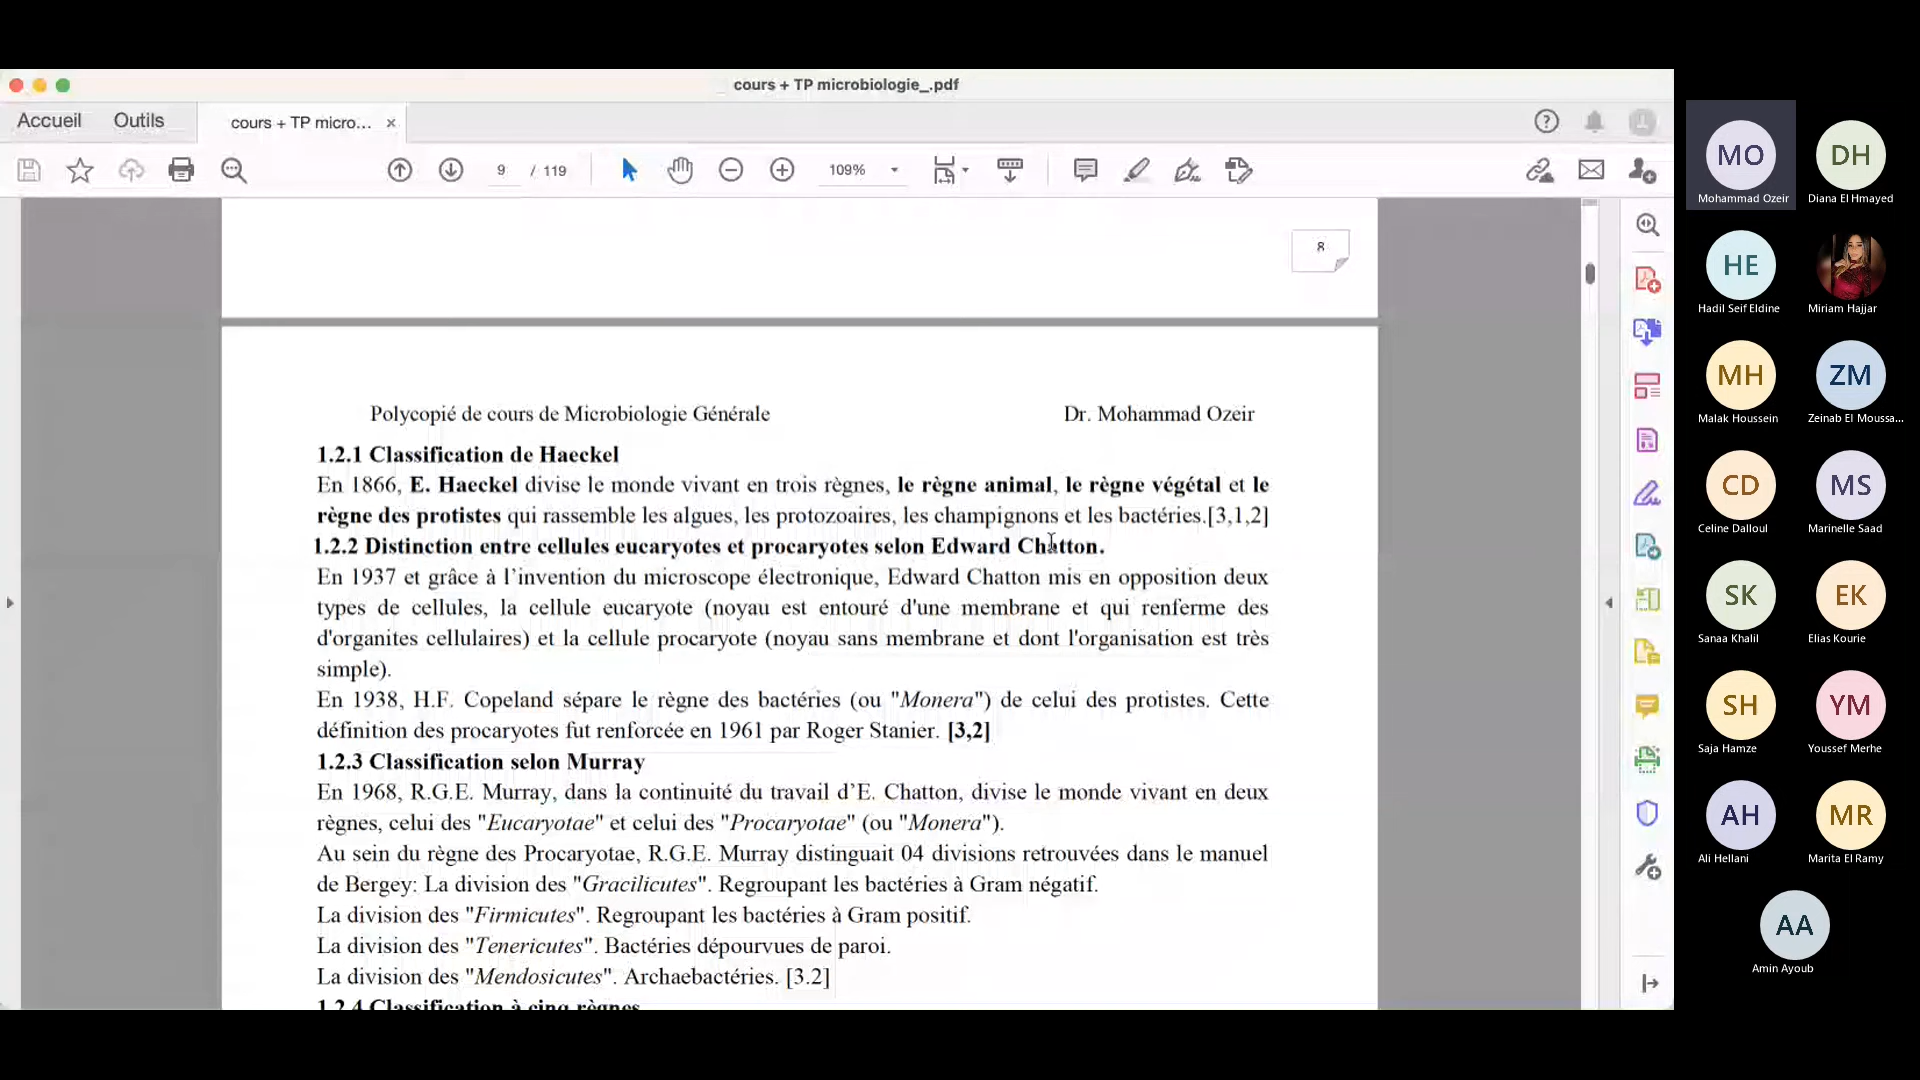 cours + TP microbiologie_.pdf
Accueil Outils cours + TP micro... ×
9 / 119 109%
8
Polycopié de cours de Microbiologie Générale Dr. Mohammad Ozeir
1.2.1 Classification de Haeckel
En 1866, E. Haeckel divise le monde vivant en trois règnes, le règne animal, le règne végétal et le
règne des protistes qui rassemble les algues, les protozoaires, les champignons et les bactéries.[3,1,2]
1.2.2 Distinction entre cellules eucaryotes et procaryotes selon Edward Chatton.
En 1937 et grâce à l’invention du microscope électronique, Edward Chatton mis en opposition deux
types de cellules, la cellule eucaryote (noyau est entouré d'une membrane et qui renferme des
d'organites cellulaires) et la cellule procaryote (noyau sans membrane et dont l'organisation est très
simple).
En 1938, H.F. Copeland sépare le règne des bactéries (ou "Monera") de celui des protistes. Cette
définition des procaryotes fut renforcée en 1961 par Roger Stanier. [3,2]
1.2.3 Classification selon Murray
En 1968, R.G.E. Murray, dans la continuité du travail d’E. Chatton, divise le monde vivant en deux
règnes, celui des "Eucaryotae" et celui des "Procaryotae" (ou "Monera").
Au sein du règne des Procaryotae, R.G.E. Murray distinguait 04 divisions retrouvées dans le manuel
de Bergey: La division des "Gracilicutes". Regroupant les bactéries à Gram négatif.
La division des "Firmicutes". Regroupant les bactéries à Gram positif.
La division des "Tenericutes". Bactéries dépourvues de paroi.
La division des "Mendosicutes". Archaebactéries. [3.2]
1.2.4 Classification à cinq règnes
MO DH
Mohammad Ozeir Diana El Hmayed
HE
Hadil Seif Eldine Miriam Hajjar
MH ZM
Malak Houssein Zeinab El Moussa...
CD MS
Celine Dalloul Marinelle Saad
SK EK
Sanaa Khalil Elias Kourie
SH YM
Saja Hamze Youssef Merhe
AH MR
Ali Hellani Marita El Ramy
AA
Amin Ayoub